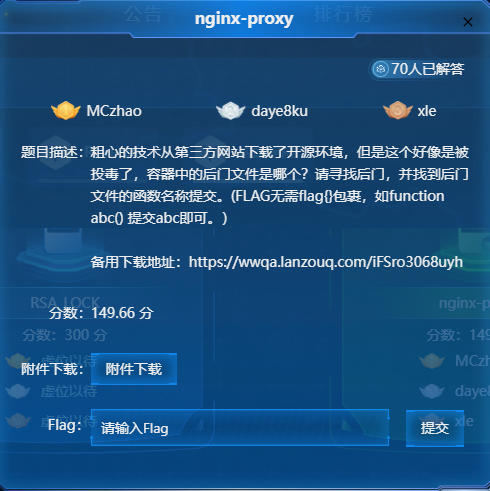 公告
排行榜
nginx-proxy
×
70人已解答
MCzhao
daye8ku
xle
题目描述：粗心的技术从第三方网站下载了开源环境，但是这个好像是被
投毒了，容器中的后门文件是哪个？请寻找后门，并找到后门
文件的函数名称提交。(FLAG无需flag{}包裹，如function
abc() 提交abc即可。)
备用下载地址：https://wwqa.lanzouq.com/iFSro3068uyh
RSA_LOCK
nginx-p
分数：149.66 分
分数：300 分
分数：149
虚位以待
MCzh
附件下载：
附件下载
虚位以待
daye8
虚位以待
xle
Flag：
请输入Flag
提交